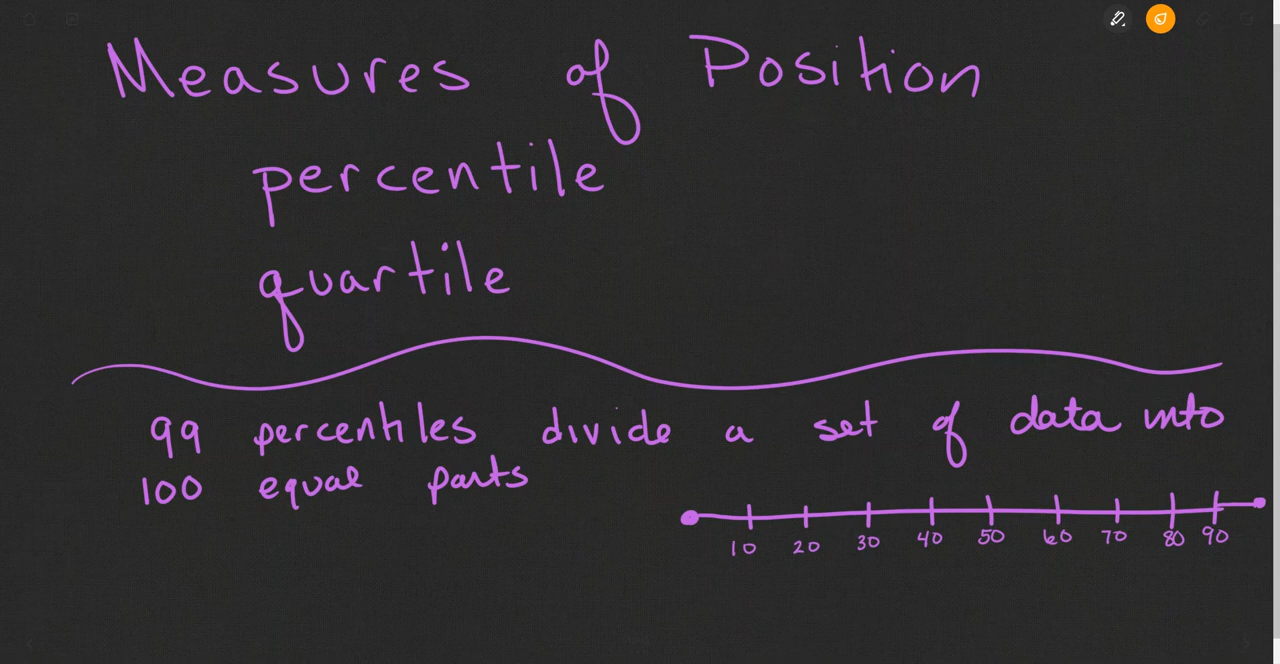 Measures of Position
percentile
quartile
99 percentiles divide a set of data into
100 equal parts
10 20 30 40 50 60 70 80 90